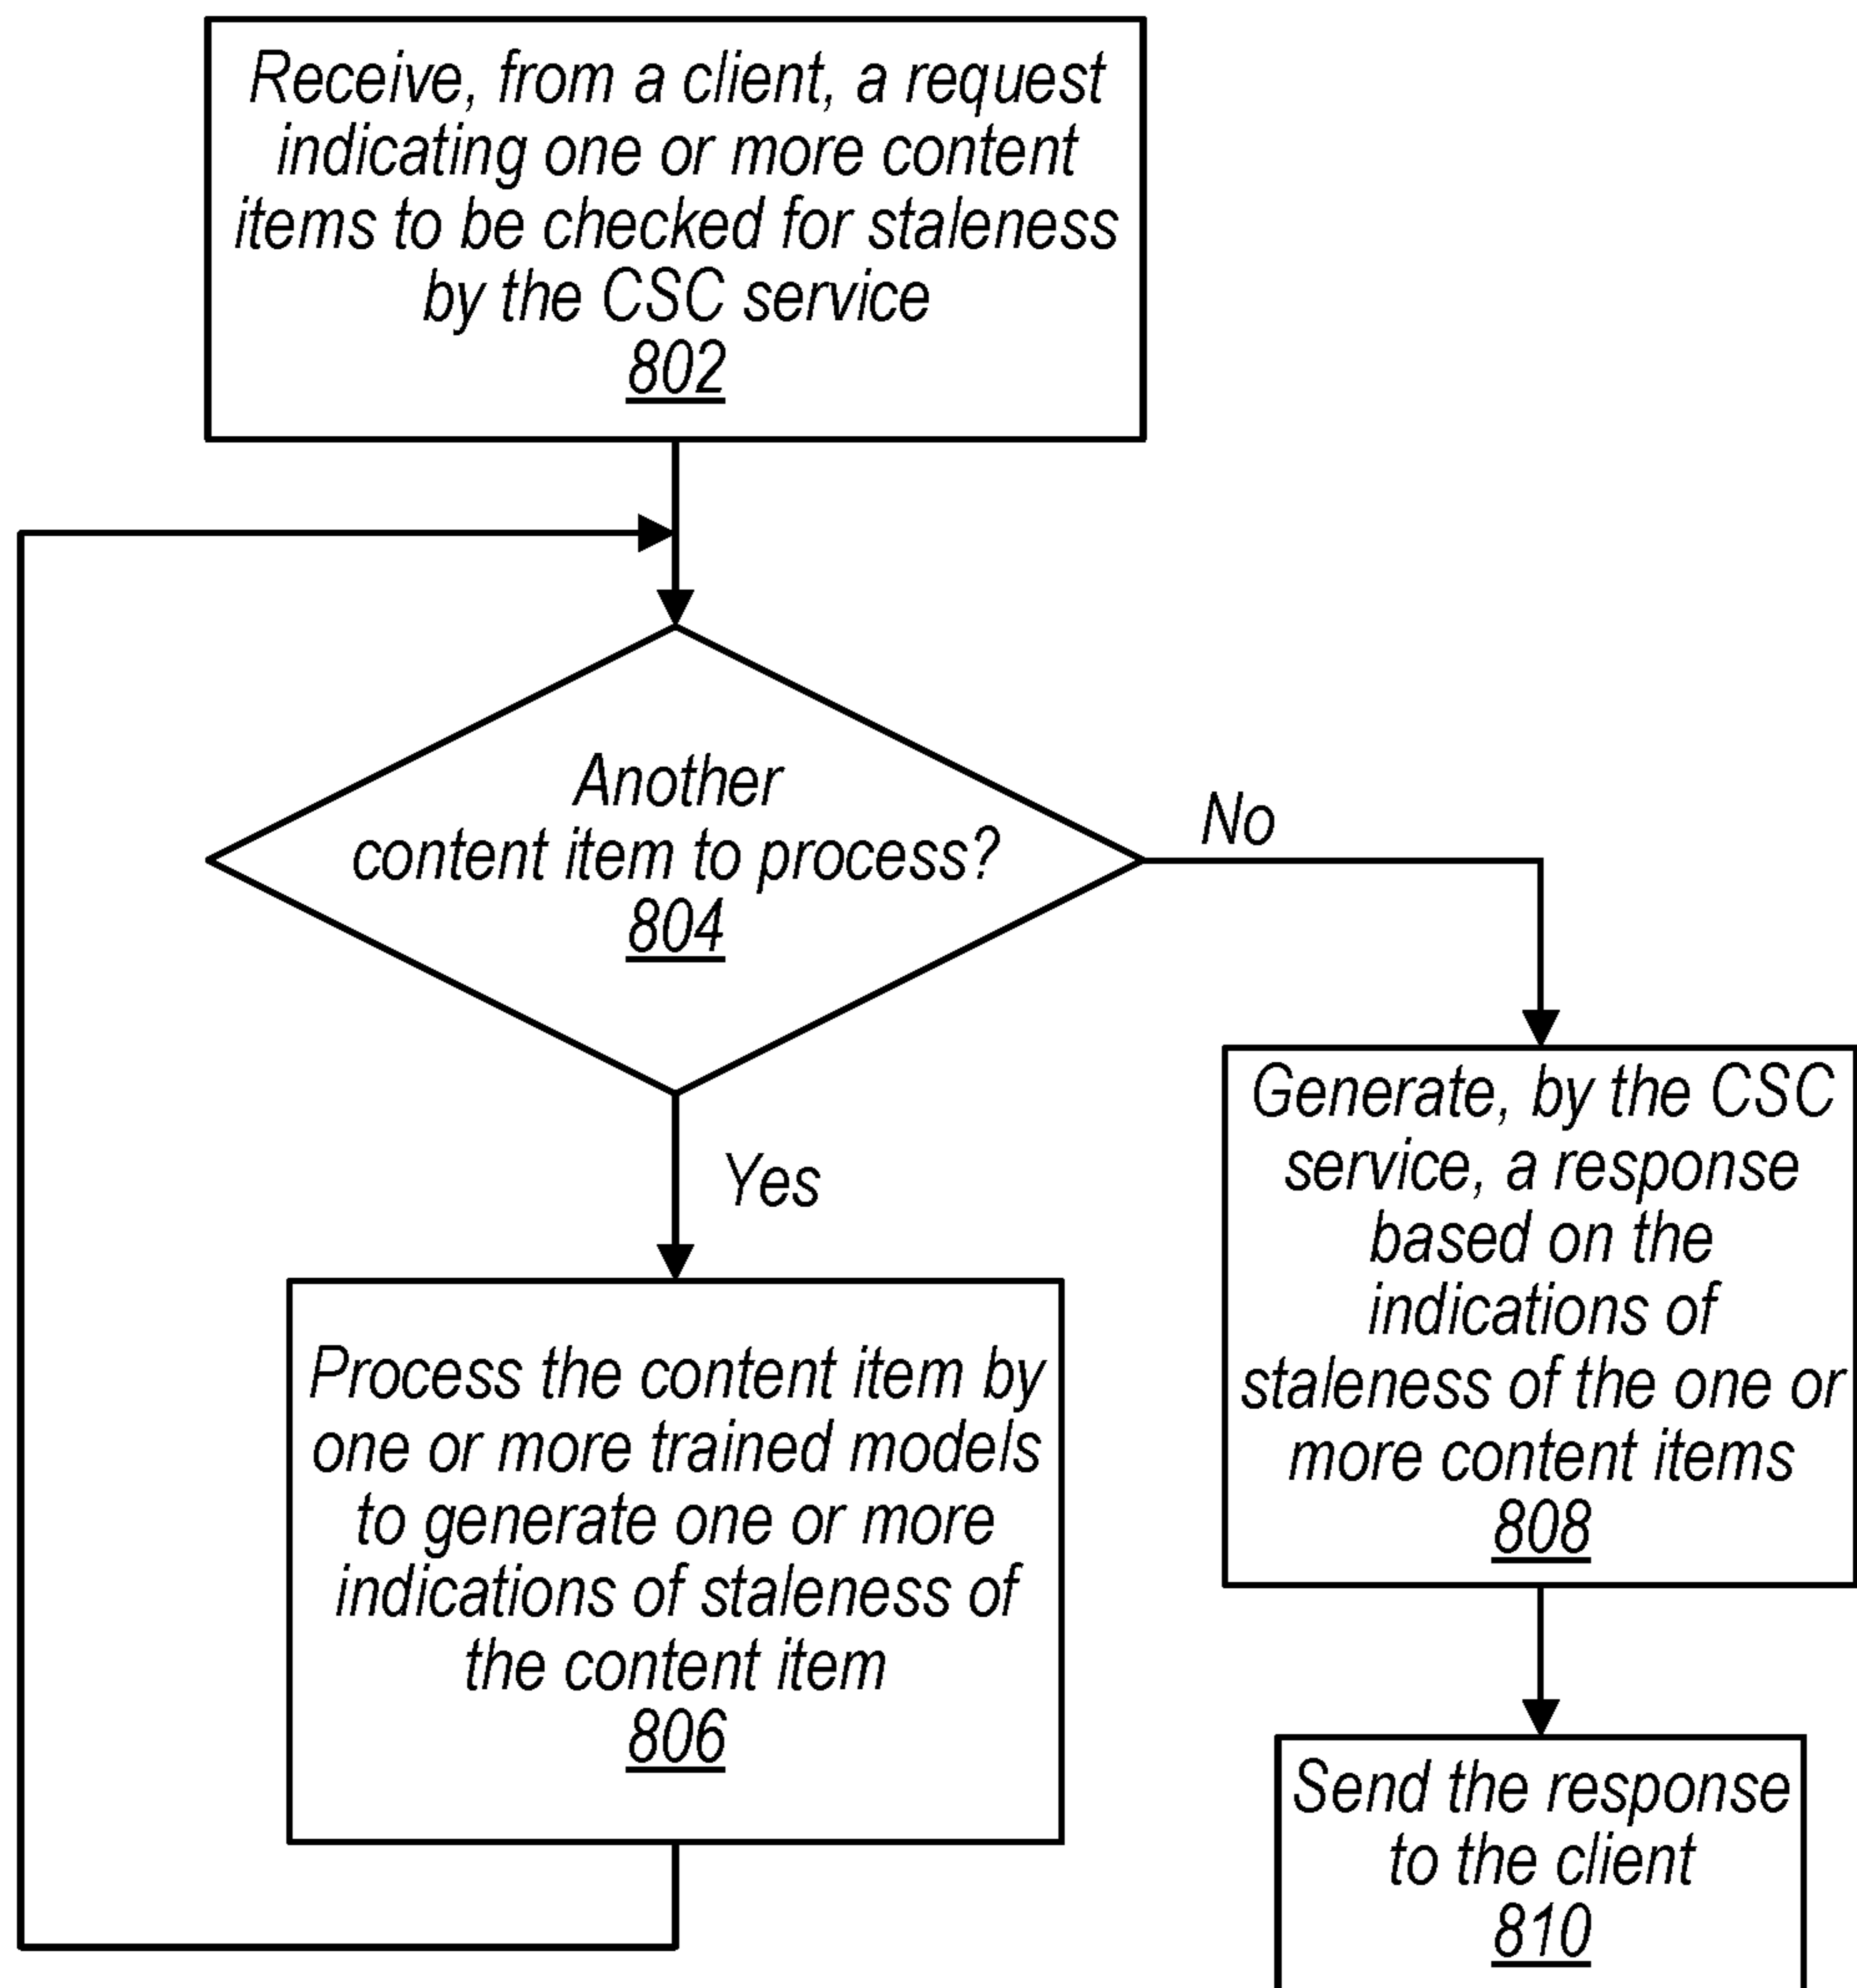 Receive, from a client, a request
indicating one or more content
items to be checked for staleness
by the CSC service
802
Another
content item to process?
804
No
Yes
Process the content item by
one or more trained models
to generate one or more
indications of staleness of
the content item
806
Generate, by the CSC
service, a response
based on the
indications of
staleness of the one or
more content items
808
Send the response
to the client
810